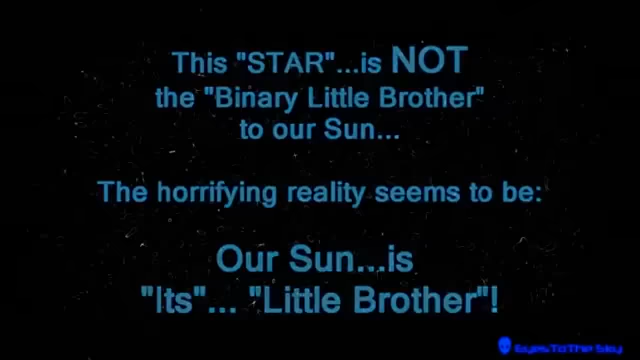 This "STAR"...is NOT
the "Binary Little Brother"
to our Sun...
The horrifying reality seems to be:
Our Sun...is
"Its"... "Little Brother"!
EyesToTheSky